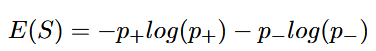 E(S) = −p₊log(p₊) − p₋log(p₋)